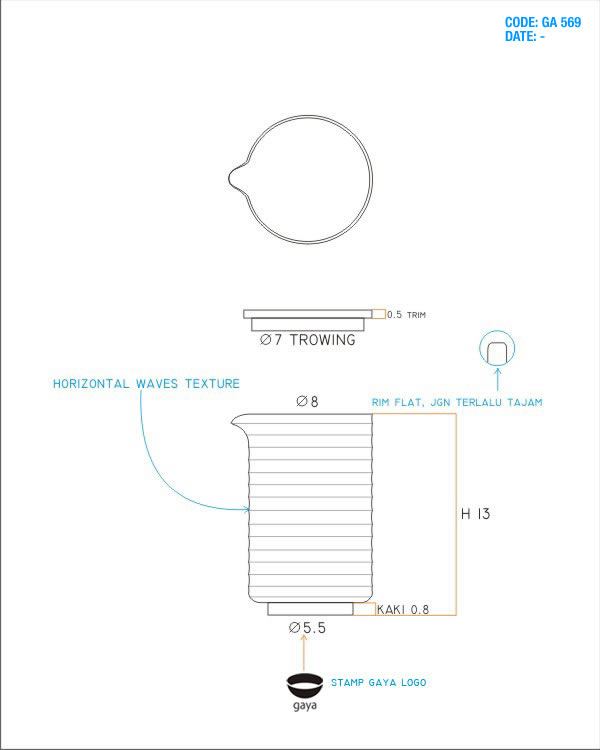 CODE: GA 569
DATE: -
0.5 TRIM
Ø7 TROWING
HORIZONTAL WAVES TEXTURE
Ø8
RIM FLAT, JGN TERLALU TAJAM
H 13
KAKI 0.8
Ø5.5
STAMP GAYA LOGO
gaya